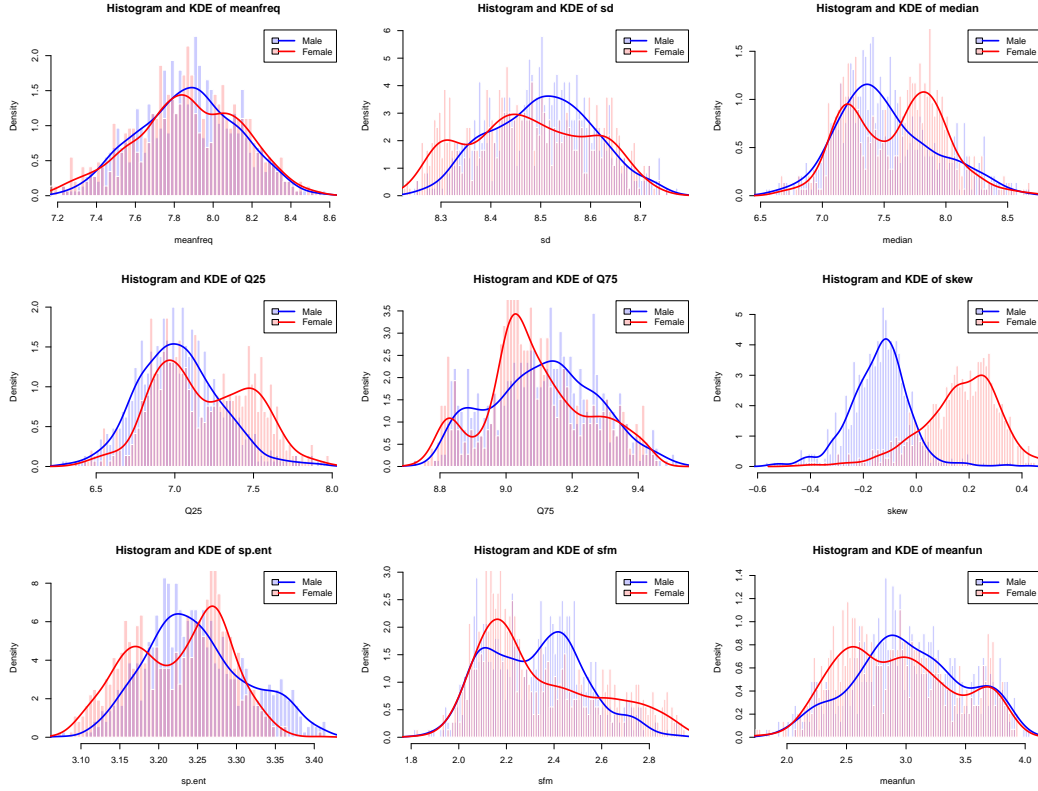 Histogram and KDE of meanfreq
Density
0.0 0.5 1.0 1.5 2.0
7.2 7.4 7.6 7.8 8.0 8.2 8.4 8.6
meanfreq
Male
Female
Histogram and KDE of sd
Density
0 1 2 3 4 5 6
8.3 8.4 8.5 8.6 8.7
sd
Male
Female
Histogram and KDE of median
Density
0.0 0.5 1.0 1.5
6.5 7.0 7.5 8.0 8.5
median
Male
Female
Histogram and KDE of Q25
Density
0.0 0.5 1.0 1.5 2.0
6.5 7.0 7.5 8.0
Q25
Male
Female
Histogram and KDE of Q75
Density
0.0 0.5 1.0 1.5 2.0 2.5 3.0 3.5
8.8 9.0 9.2 9.4
Q75
Male
Female
Histogram and KDE of skew
Density
0 1 2 3 4 5
−0.6 −0.4 −0.2 0.0 0.2 0.4
skew
Male
Female
Histogram and KDE of sp.ent
Density
0 2 4 6 8
3.10 3.15 3.20 3.25 3.30 3.35 3.40
sp.ent
Male
Female
Histogram and KDE of sfm
Density
0.0 0.5 1.0 1.5 2.0 2.5 3.0
1.8 2.0 2.2 2.4 2.6 2.8
sfm
Male
Female
Histogram and KDE of meanfun
Density
0.0 0.2 0.4 0.6 0.8 1.0 1.2 1.4
2.0 2.5 3.0 3.5 4.0
meanfun
Male
Female